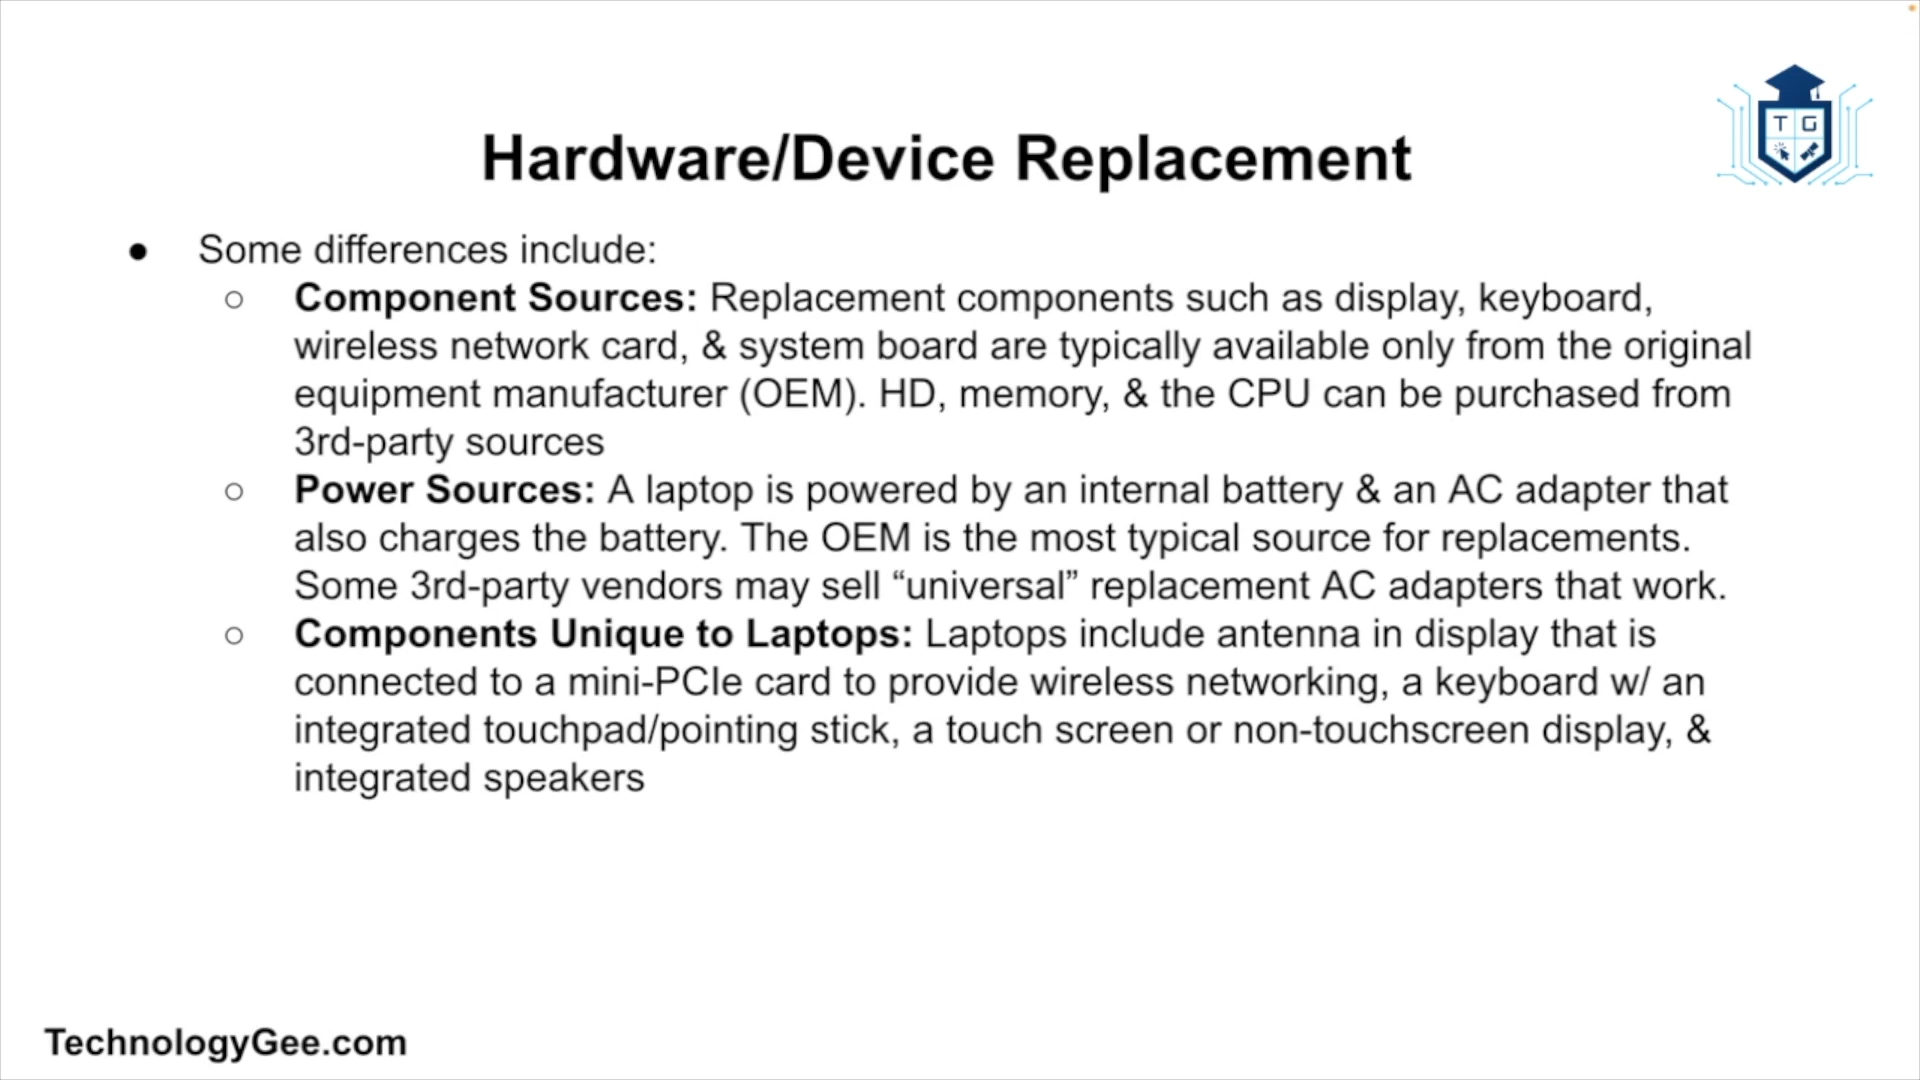 T G
Hardware/Device Replacement
● Some differences include:
○ Component Sources: Replacement components such as display, keyboard,
wireless network card, & system board are typically available only from the original
equipment manufacturer (OEM). HD, memory, & the CPU can be purchased from
3rd-party sources
○ Power Sources: A laptop is powered by an internal battery & an AC adapter that
also charges the battery. The OEM is the most typical source for replacements.
Some 3rd-party vendors may sell “universal” replacement AC adapters that work.
○ Components Unique to Laptops: Laptops include antenna in display that is
connected to a mini-PCIe card to provide wireless networking, a keyboard w/ an
integrated touchpad/pointing stick, a touch screen or non-touchscreen display, &
integrated speakers
TechnologyGee.com